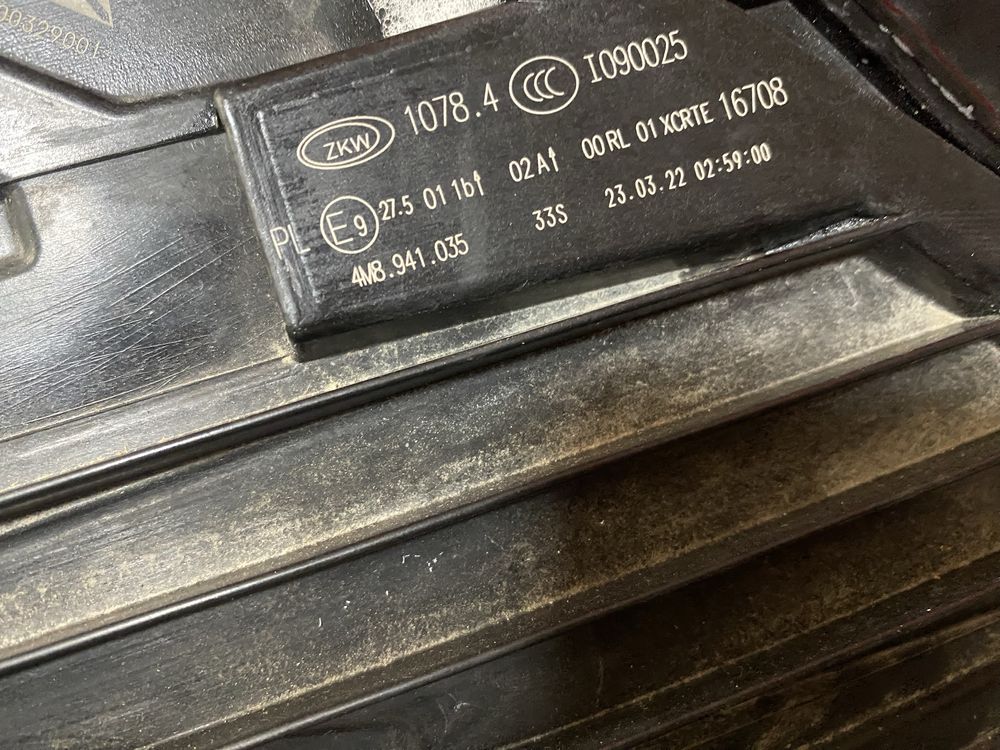 00329001
ZKW 1078.4 CCC I090025
PL E9 27.5 01 1b↑ 02A↑ 00RL 01XCRTE 16708
4M8.941.035 33S 23.03.22 02:59:00